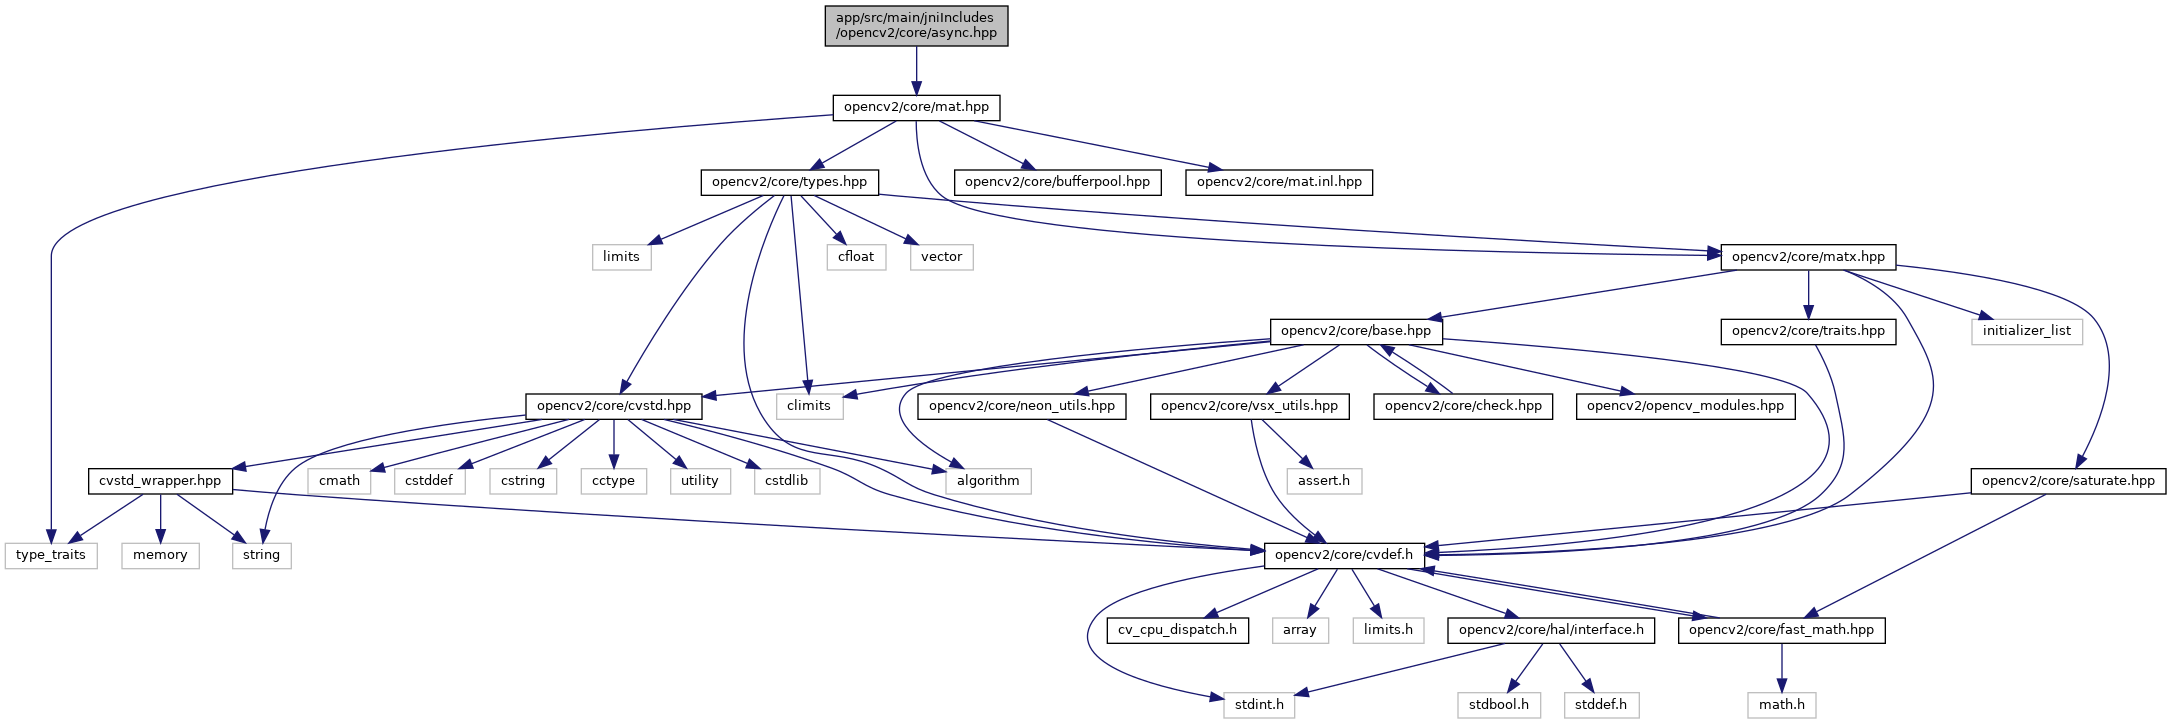 app/src/main/jniIncludes
/opencv2/core/async.hpp
opencv2/core/mat.hpp
opencv2/core/types.hpp
opencv2/core/bufferpool.hpp
opencv2/core/mat.inl.hpp
limits
cfloat
vector
opencv2/core/matx.hpp
opencv2/core/base.hpp
opencv2/core/traits.hpp
initializer_list
opencv2/core/cvstd.hpp
climits
opencv2/core/neon_utils.hpp
opencv2/core/vsx_utils.hpp
opencv2/core/check.hpp
opencv2/opencv_modules.hpp
cvstd_wrapper.hpp
cmath
cstddef
cstring
cctype
utility
cstdlib
algorithm
assert.h
opencv2/core/saturate.hpp
type_traits
memory
string
opencv2/core/cvdef.h
cv_cpu_dispatch.h
array
limits.h
opencv2/core/hal/interface.h
opencv2/core/fast_math.hpp
stdint.h
stdbool.h
stddef.h
math.h